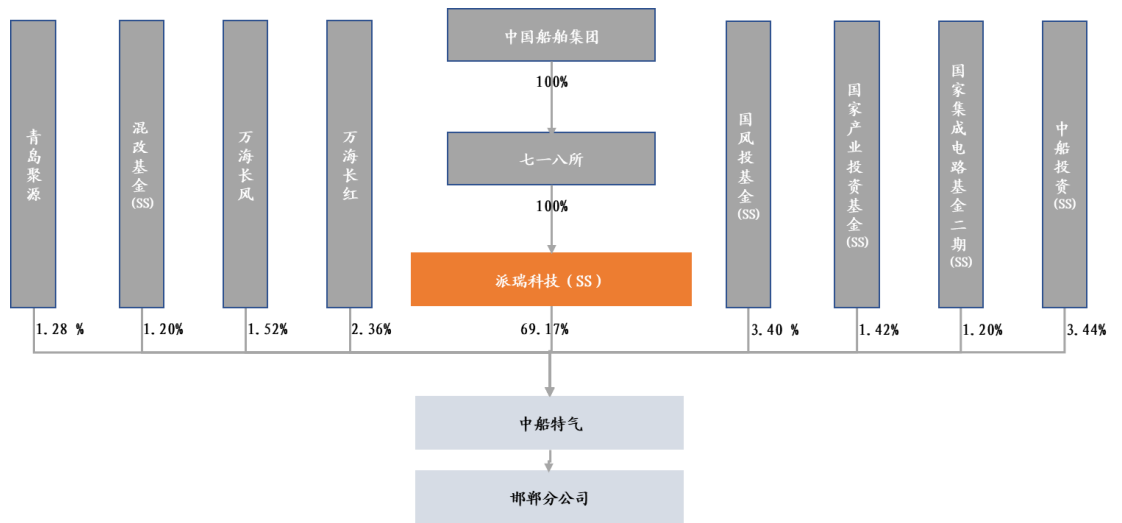 中国船舶集团
100%
七一八所
100%
派瑞科技（SS）
青岛聚源
混改基金(SS)
万海长风
万海长红
国风投基金(SS)
国家产业投资基金(SS)
国家集成电路基金二期(SS)
中船投资(SS)
1.28 %
1.20%
1.52%
2.36%
69.17%
3.40 %
1.42%
1.20%
3.44%
中船特气
邯郸分公司